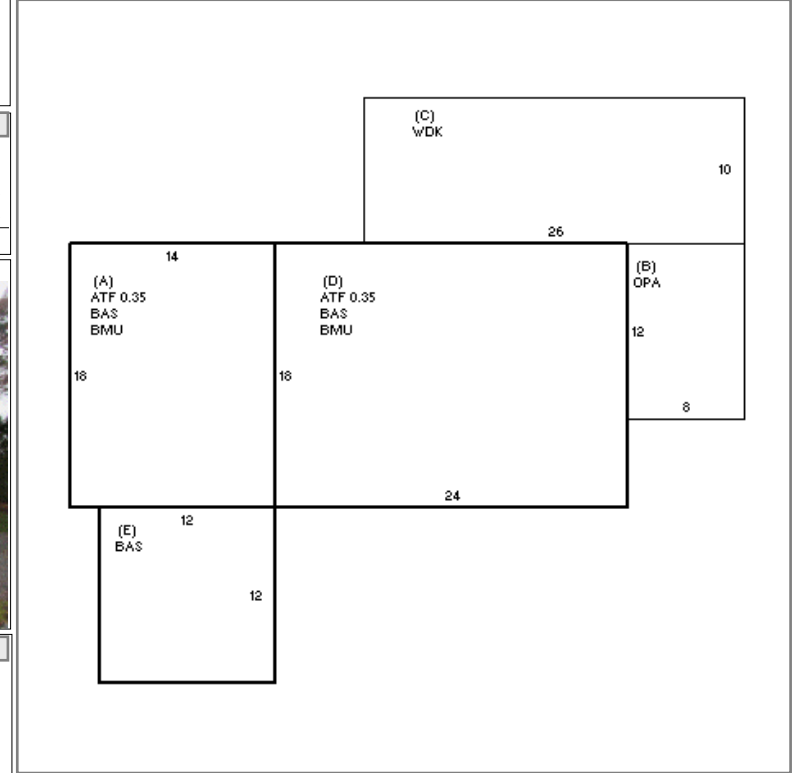 (C)
WDK
10
26
14
(A)
ATF 0.35
BAS
BMU
(D)
ATF 0.35
BAS
BMU
(B)
OPA
12
18
18
8
24
12
(E)
BAS
12